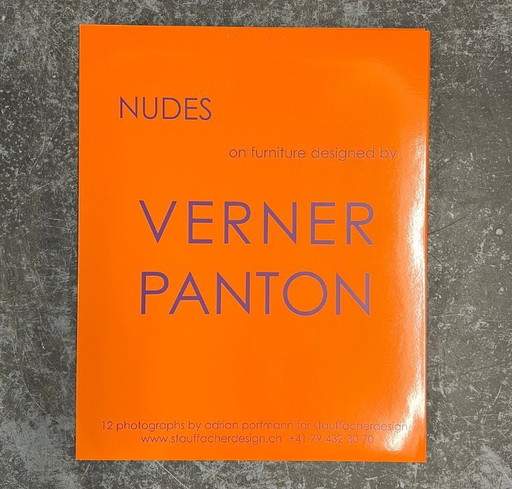 NUDES
on furniture designed by
VERNER
PANTON
12 photographs by adrian portmann for stauffacherdesign
www.stauffacherdesign.ch +41 79 432 30 70